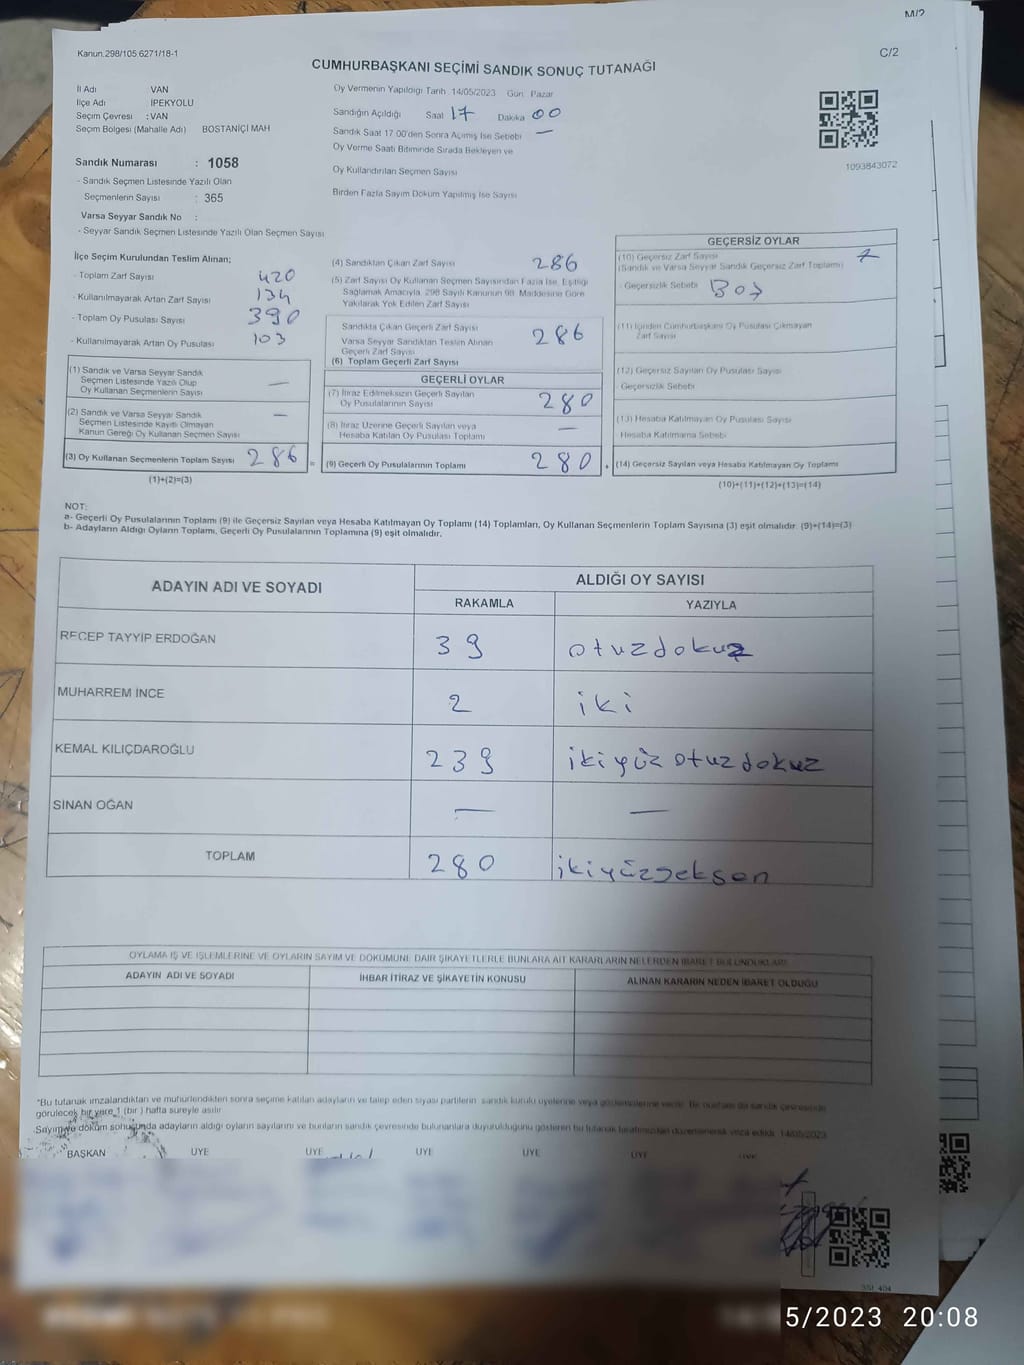 M/2
Kanun.298/105.6271/18-1
C/2
CUMHURBAŞKANI SEÇİMİ SANDIK SONUÇ TUTANAĞI
İl Adı VAN
İlçe Adı İPEKYOLU
Seçim Çevresi : VAN
Seçim Bölgesi (Mahalle Adı) BOSTANİÇİ MAH
Sandık Numarası : 1058
- Sandık Seçmen Listesinde Yazılı Olan
Seçmenlerin Sayısı : 365
Varsa Seyyar Sandık No :
- Seyyar Sandık Seçmen Listesinde Yazılı Olan Seçmen Sayısı
Oy Vermenin Yapıldığı Tarih 14/05/2023 Gün Pazar
Sandığın Açıldığı Saat 17 Dakika 00
Sandık Saat 17.00'den Sonra Açılmış İse Sebebi —
Oy Verme Saati Bitiminde Sırada Bekleyen ve
Oy Kullandırılan Seçmen Sayısı
Birden Fazla Sayım Döküm Yapılmış İse Sayısı
1093843072
İlçe Seçim Kurulundan Teslim Alınan;
- Toplam Zarf Sayısı 420
- Kullanılmayarak Artan Zarf Sayısı 134
- Toplam Oy Pusulası Sayısı 390
- Kullanılmayarak Artan Oy Pusulası 103
(1) Sandık ve Varsa Seyyar Sandık
Seçmen Listesinde Yazılı Olup
Oy Kullanan Seçmenlerin Sayısı —
(2) Sandık ve Varsa Seyyar Sandık
Seçmen Listesinde Kayıtlı Olmayan
Kanun Gereği Oy Kullanan Seçmen Sayısı —
(3) Oy Kullanan Seçmenlerin Toplam Sayısı 286 =
(1)+(2)=(3)
(4) Sandıktan Çıkan Zarf Sayısı 286
(5) Zarf Sayısı Oy Kullanan Seçmen Sayısından Fazla İse, Eşitliği
Sağlamak Amacıyla, 298 Sayılı Kanunun 98. Maddesine Göre
Yakılarak Yok Edilen Zarf Sayısı
Sandıkta Çıkan Geçerli Zarf Sayısı 286
Varsa Seyyar Sandıktan Teslim Alınan
Geçerli Zarf Sayısı
(6) Toplam Geçerli Zarf Sayısı
GEÇERLİ OYLAR
(7) İtiraz Edilmeksizin Geçerli Sayılan
Oy Pusulalarının Sayısı 280
(8) İtiraz Üzerine Geçerli Sayılan veya
Hesaba Katılan Oy Pusulası Toplamı —
(9) Geçerli Oy Pusulalarının Toplamı 280 +
GEÇERSİZ OYLAR
(10) Geçersiz Zarf Sayısı
(Sandık ve Varsa Seyyar Sandık Geçersiz Zarf Toplamı)
- Geçersizlik Sebebi Boş
(11) İçinden Cumhurbaşkanı Oy Pusulası Çıkmayan
Zarf Sayısı
(12) Geçersiz Sayılan Oy Pusulası Sayısı
- Geçersizlik Sebebi
(13) Hesaba Katılmayan Oy Pusulası Sayısı
Hesaba Katılmama Sebebi
(14) Geçersiz Sayılan veya Hesaba Katılmayan Oy Toplamı
(10)+(11)+(12)+(13)=(14)
NOT:
a- Geçerli Oy Pusulalarının Toplamı (9) ile Geçersiz Sayılan veya Hesaba Katılmayan Oy Toplamı (14) Toplamları, Oy Kullanan Seçmenlerin Toplam Sayısına (3) eşit olmalıdır. (9)+(14)=(3)
b- Adayların Aldığı Oyların Toplamı, Geçerli Oy Pusulalarının Toplamına (9) eşit olmalıdır.
ADAYIN ADI VE SOYADI
ALDIĞI OY SAYISI
RAKAMLA YAZIYLA
RECEP TAYYİP ERDOĞAN 39 otuzdokuz
MUHARREM İNCE 2 iki
KEMAL KILIÇDAROĞLU 239 ikiyüz otuz dokuz
SİNAN OĞAN — —
TOPLAM 280 ikiyüzseksen
OYLAMA İŞ VE İŞLEMLERİNE VE OYLARIN SAYIM VE DÖKÜMÜNE DAİR ŞİKAYETLERLE BUNLARA AİT KARARLARIN NELERDEN İBARET BULUNDUKLARI
ADAYIN ADI VE SOYADI İHBAR İTİRAZ VE ŞİKAYETİN KONUSU ALINAN KARARIN NEDEN İBARET OLDUĞU
*Bu tutanak imzalandıktan ve mühürlendikten sonra seçime katılan adayların ve talep eden siyasi partilerin sandık kurulu üyelerine veya gözlemcilerine verilir. Bir nüshası da sandık çevresinde
görülecek bir yere 1 (bir ) hafta süreyle asılır.
Sayım ve döküm sonucunda adayların aldığı oyların sayılarını ve bunların sandık çevresinde bulunanlara duyurulduğunu gösteren bu tutanak tarafımızdan düzenlenerek imza edildi. 14/05/2023
BAŞKAN ÜYE ÜYE ÜYE ÜYE ÜYE ÜYE
5/2023 20:08